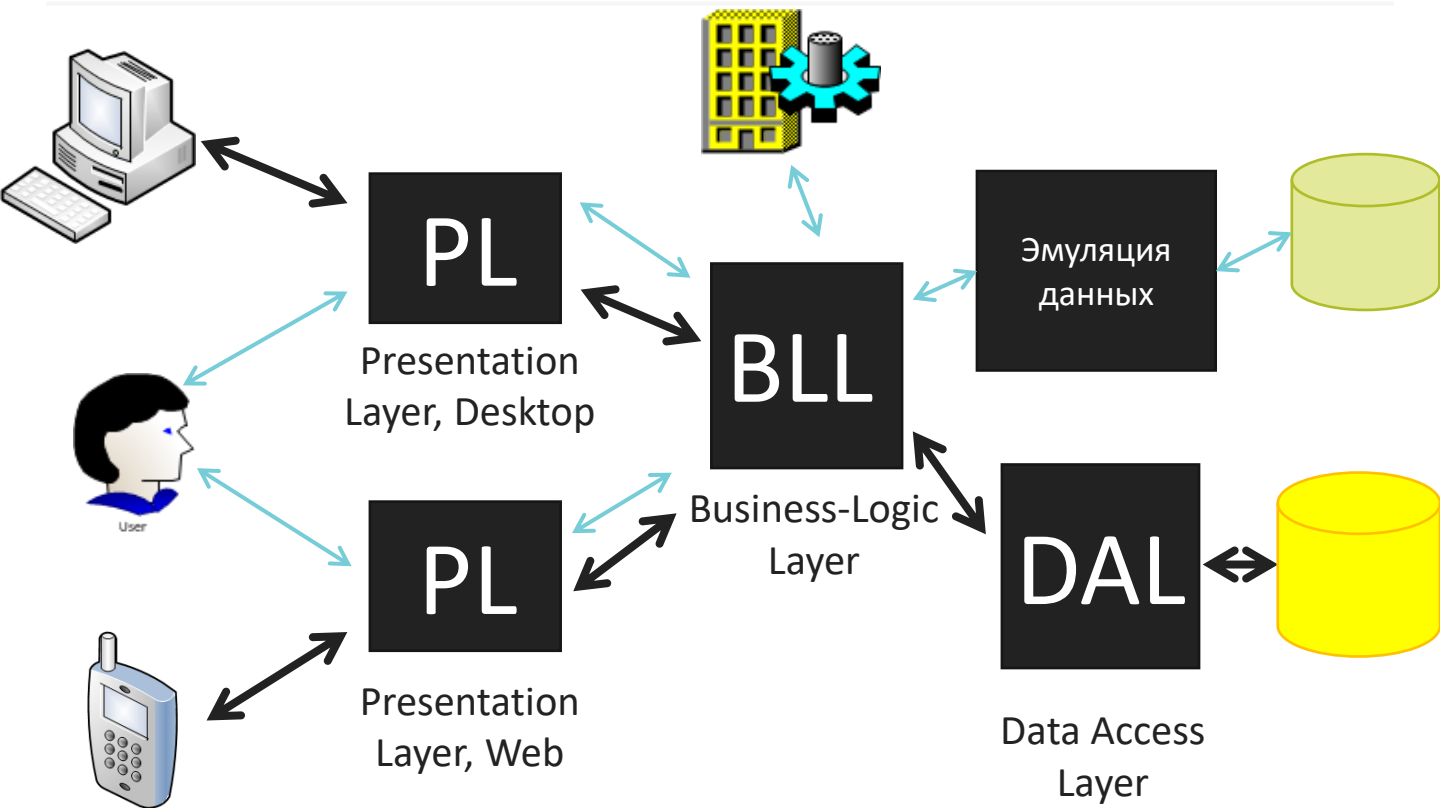 PL
Presentation
Layer, Desktop
User
PL
Presentation
Layer, Web
BLL
Business-Logic
Layer
Эмуляция
данных
DAL
Data Access
Layer